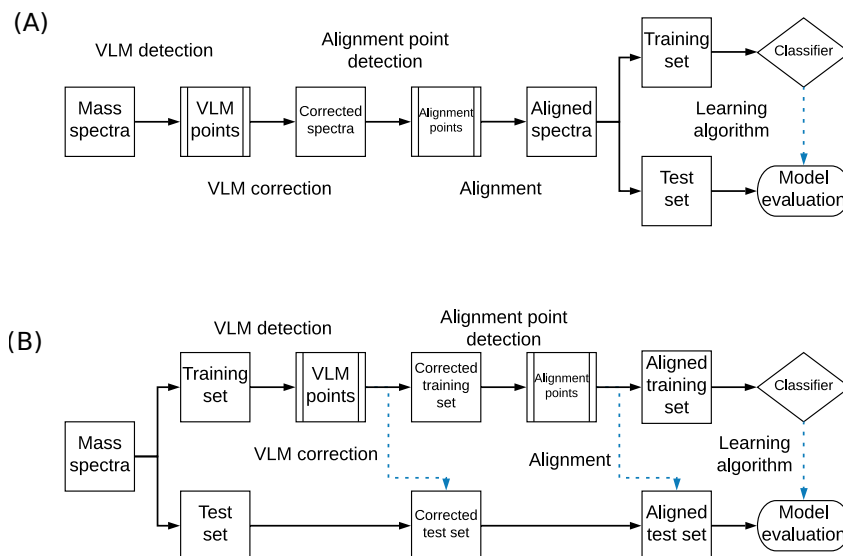 (A)
VLM detection
Alignment point
detection
Training
set
Classifier
Mass
spectra
VLM
points
Corrected
spectra
Alignment
points
Aligned
spectra
Learning
algorithm
VLM correction
Alignment
Test
set
Model
evaluation
(B)
VLM detection
Alignment point
detection
Training
set
VLM
points
Corrected
training
set
Alignment
points
Aligned
training
set
Classifier
Mass
spectra
VLM correction
Alignment
Learning
algorithm
Test
set
Corrected
test set
Aligned
test set
Model
evaluation